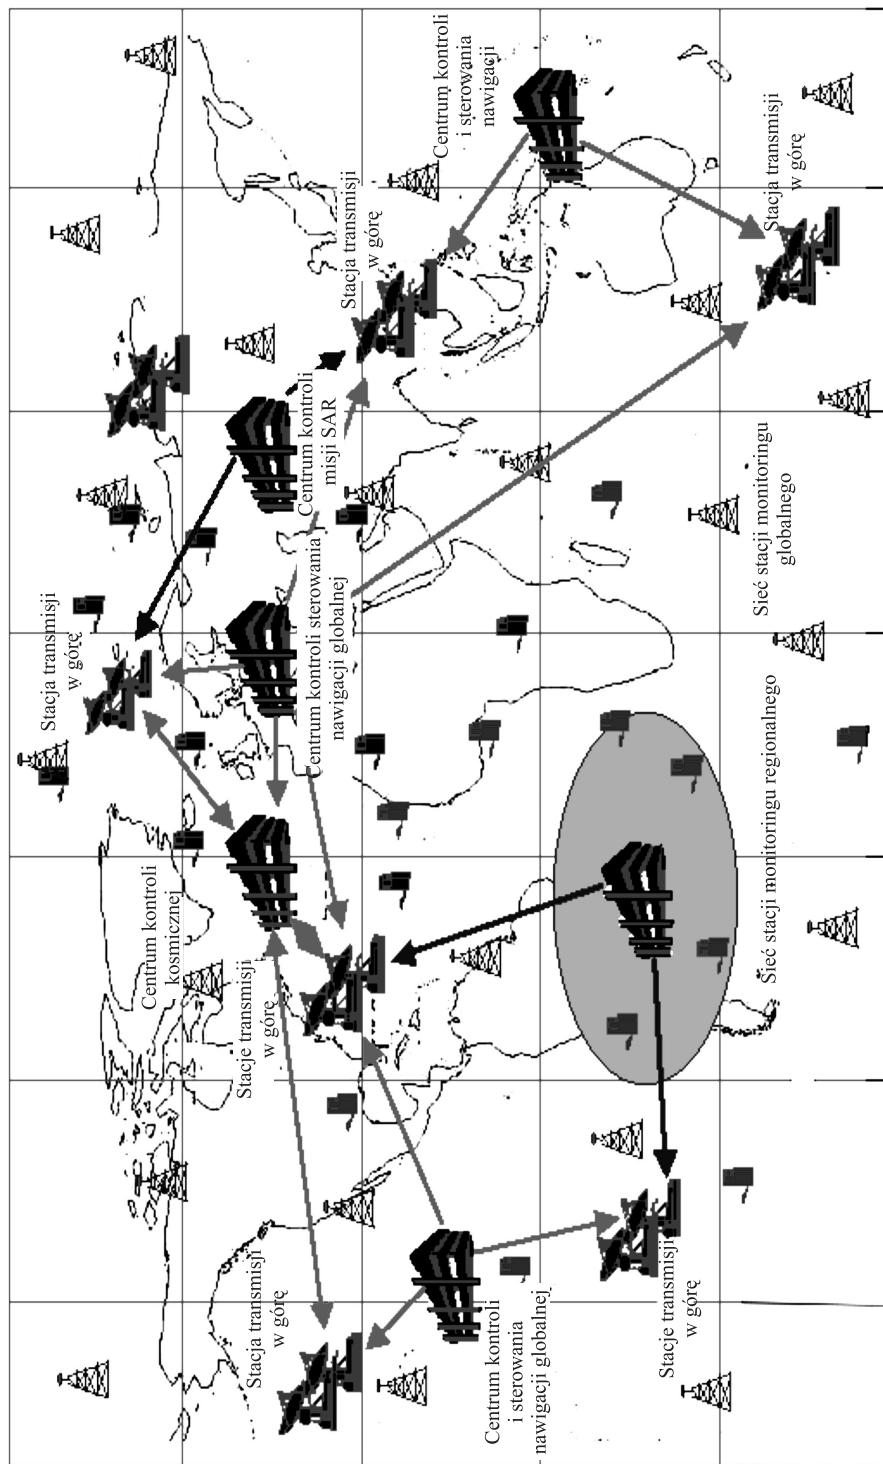 Stacja transmisji
w górę
Centrum kontroli
i sterowania
nawigacji globalnej
Stacje transmisji
w górę
Centrum kontroli
kosmicznej
Stacje transmisji
w górę
Sieć stacji monitoringu regionalnego
Stacja transmisji
w górę
Centrum kontroli sterowania
nawigacji globalnej
Sieć stacji monitoringu
globalnego
Centrum kontroli
misji SAR
Stacja transmisji
w górę
Centrum kontroli
i sterowania
nawigacji
Stacja transmisji
w górę